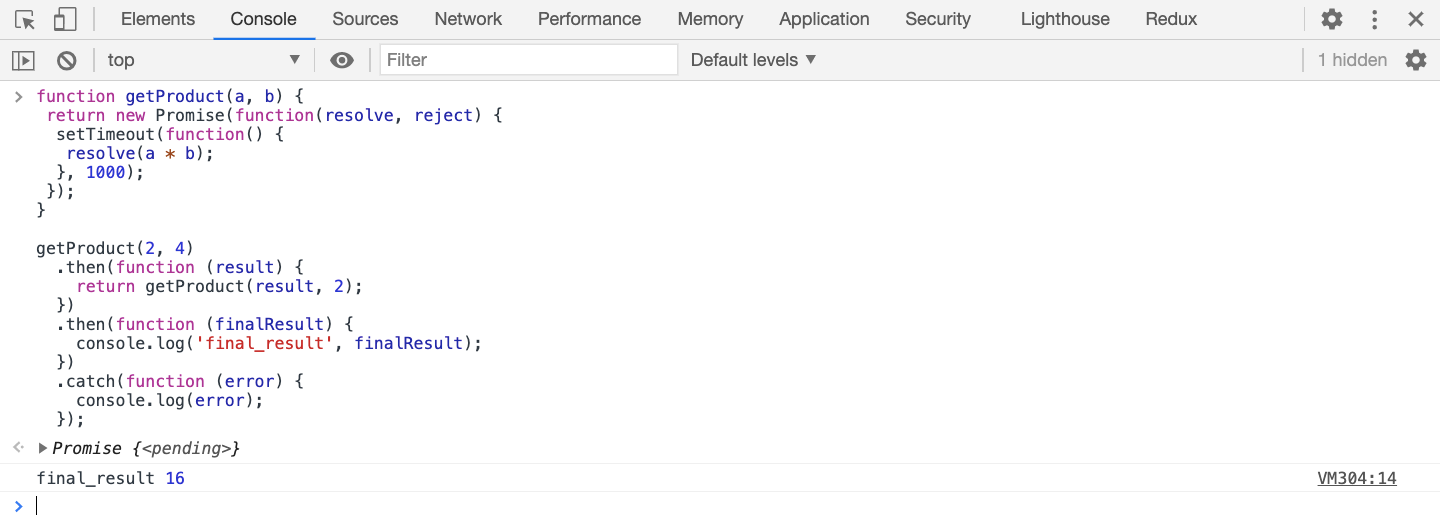 Elements Console Sources Network Performance Memory Application Security Lighthouse Redux
top Filter Default levels 1 hidden
function getProduct(a, b) {
return new Promise(function(resolve, reject) {
setTimeout(function() {
resolve(a * b);
}, 1000);
});
}
getProduct(2, 4)
.then(function (result) {
return getProduct(result, 2);
})
.then(function (finalResult) {
console.log('final_result', finalResult);
})
.catch(function (error) {
console.log(error);
});
Promise {<pending>}
final_result 16 VM304:14